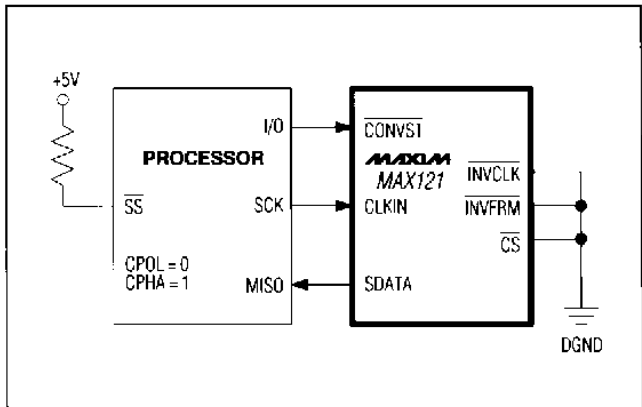 +5V
I/O
PROCESSOR
SS
SCK
CPOL = 0
CPHA = 1
MISO
CONVST
MAXIM
MAX121
INVCLK
CLKIN
INVFRM
CS
SDATA
DGND